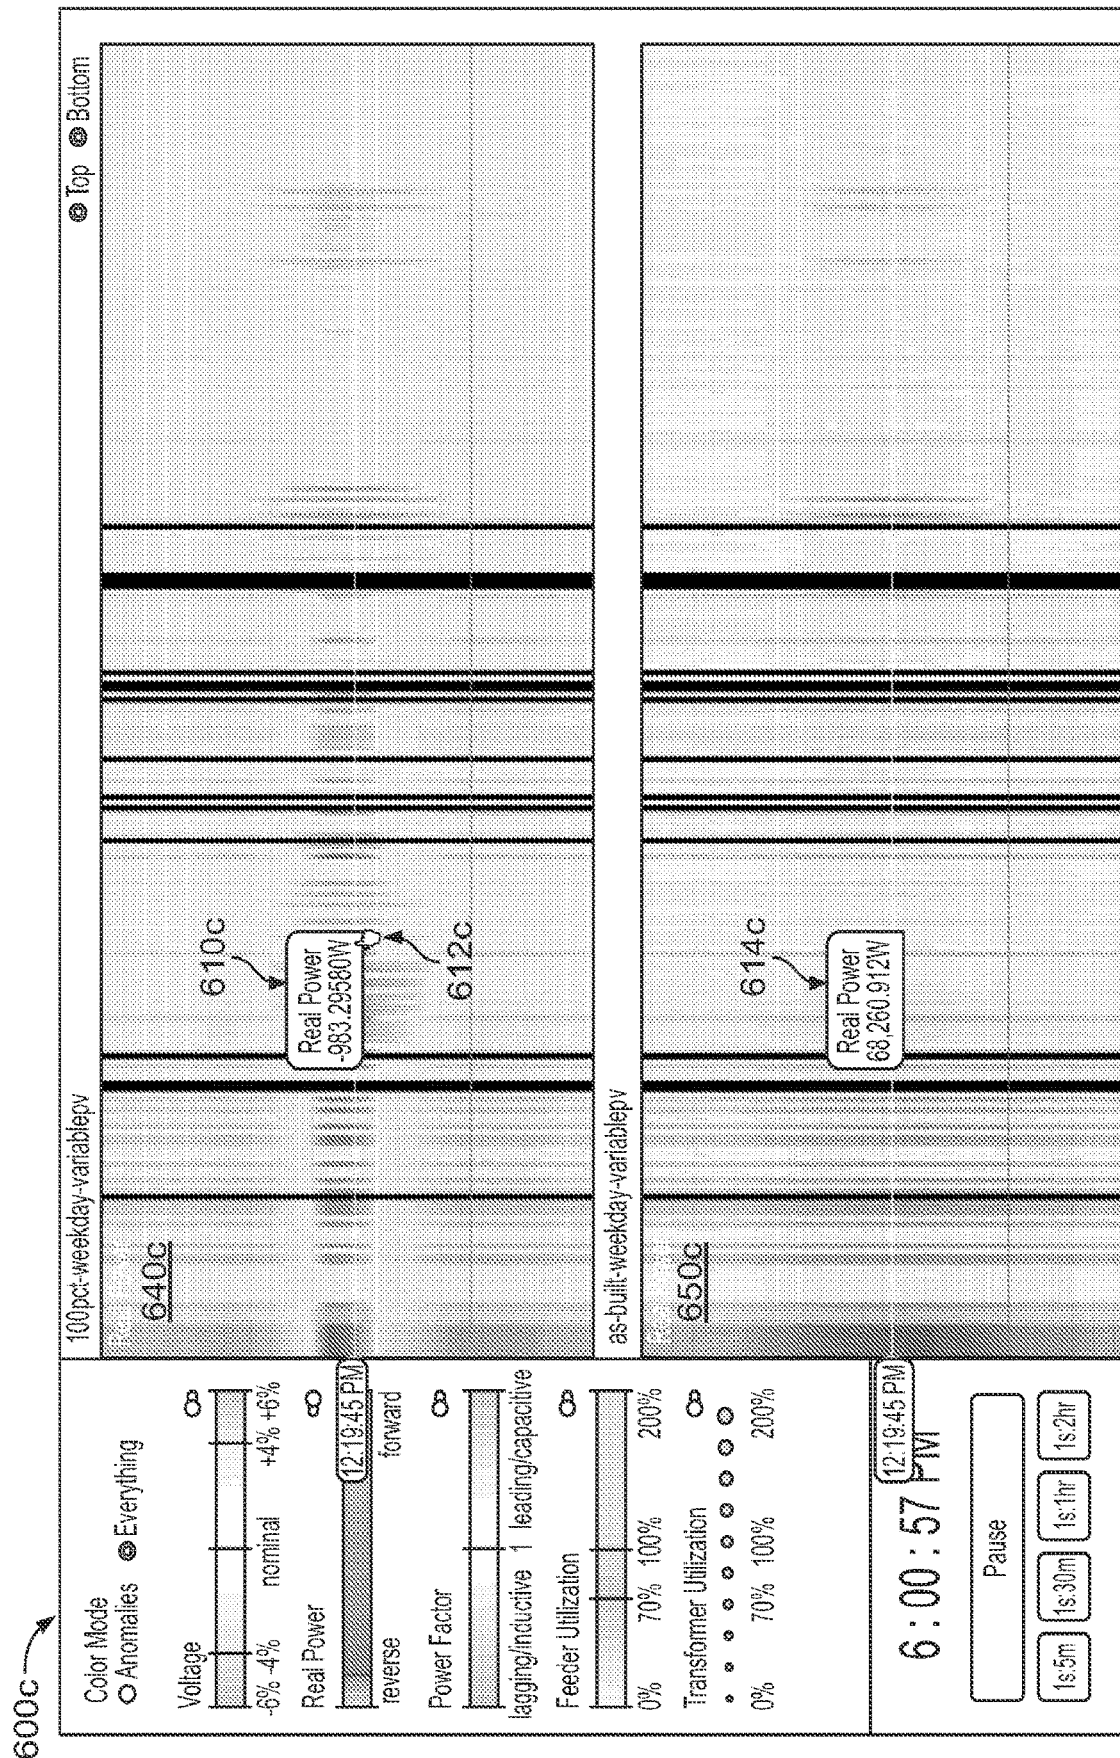 600c
Color Mode
Anomalies Everything
Voltage
-6% -4% nominal +4% +6%
Real Power
reverse forward
12:19:45 PM
Power Factor
lagging/inductive 1 leading/capacitive
Feeder Utilization
0% 70% 100% 200%
Transformer Utilization
0% 70% 100% 200%
12:19:45 PM
6:00:57 PM
Pause
1s:5m 1s:30m 1s:1hr 1s:2hr
100pct-weekday-variablepv
Top Bottom
640c
610c
Real Power
-983.29580W
612c
as-built-weekday-variablepv
650c
614c
Real Power
68,260.912W